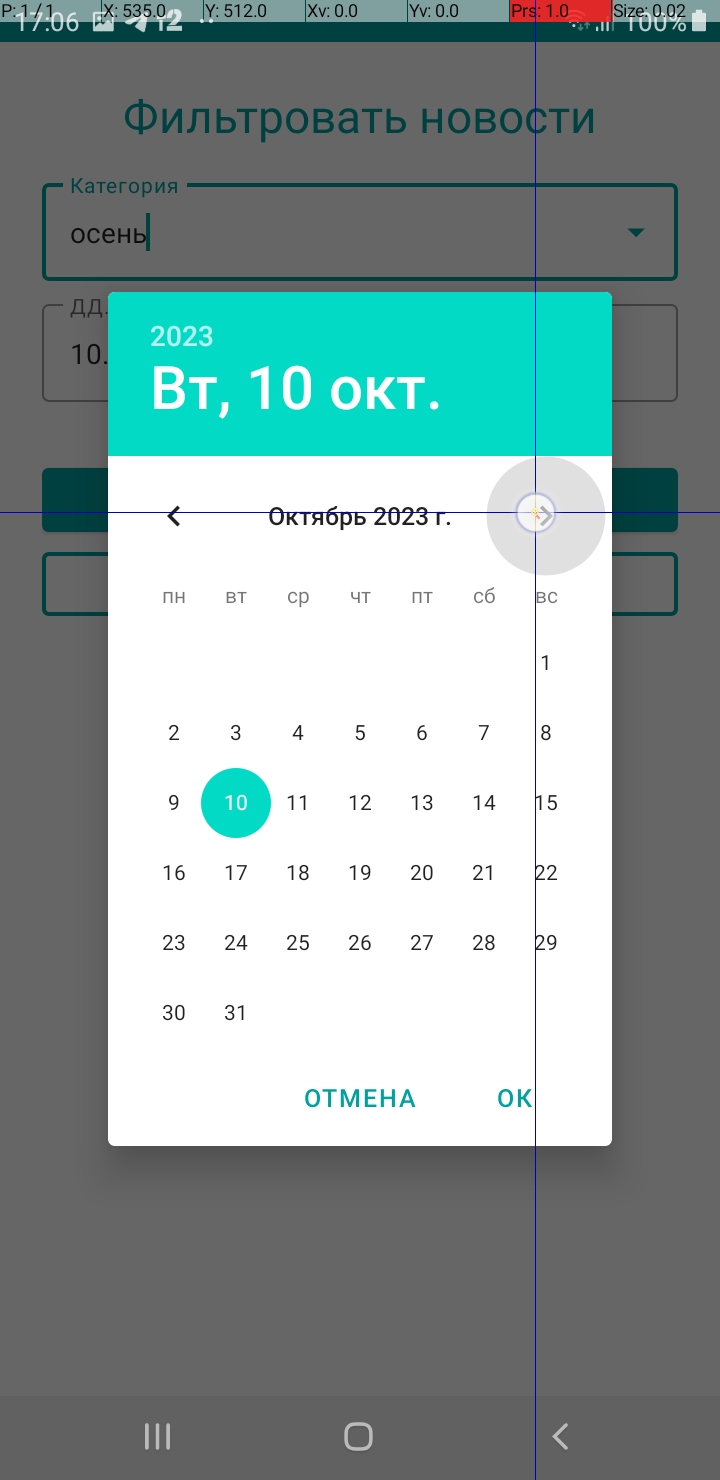 P: 1 / 1 X: 535.0 Y: 512.0 Xv: 0.0 Yv: 0.0 Prs: 1.0 Size: 0.02
17:06 100%
Фильтровать новости
Категория
осень
ДД.
10.
2023
Вт, 10 окт.
Октябрь 2023 г.
пн вт ср чт пт сб вс
1
2 3 4 5 6 7 8
9 10 11 12 13 14 15
16 17 18 19 20 21 22
23 24 25 26 27 28 29
30 31
ОТМЕНА ОК